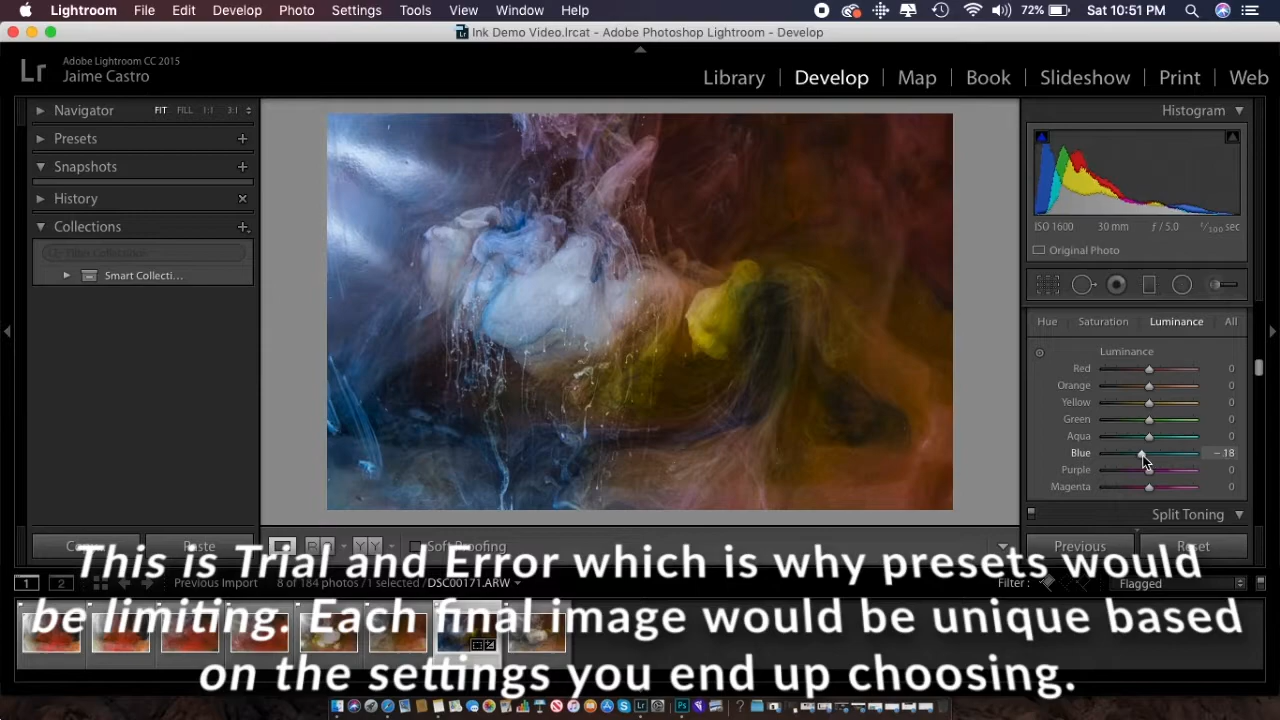 Lightroom File Edit Develop Photo Settings Tools View Window Help 72% Sat 10:51 PM
Ink Demo Video.lrcat - Adobe Photoshop Lightroom - Develop
Lr Adobe Lightroom CC 2015
Jaime Castro
Library Develop Map Book Slideshow Print Web
Navigator FIT FILL 1:1 3:1
Histogram
Presets
Snapshots
History
Collections
Smart Collecti...
ISO 1600 30 mm ƒ / 5.0 1/500 sec
Original Photo
Hue Saturation Luminance All
Luminance
Red 0
Orange 0
Yellow 0
Green 0
Aqua 0
Blue - 18
Purple 0
Magenta 0
Split Toning
Paste Soft Proofing Previous Reset
This is Trial and Error which is why presets would
be limiting. Each final image would be unique based
on the settings you end up choosing.
1 2 Previous Import 8 of 184 photos / 1 selected / DSC00171.ARW Filter : Flagged